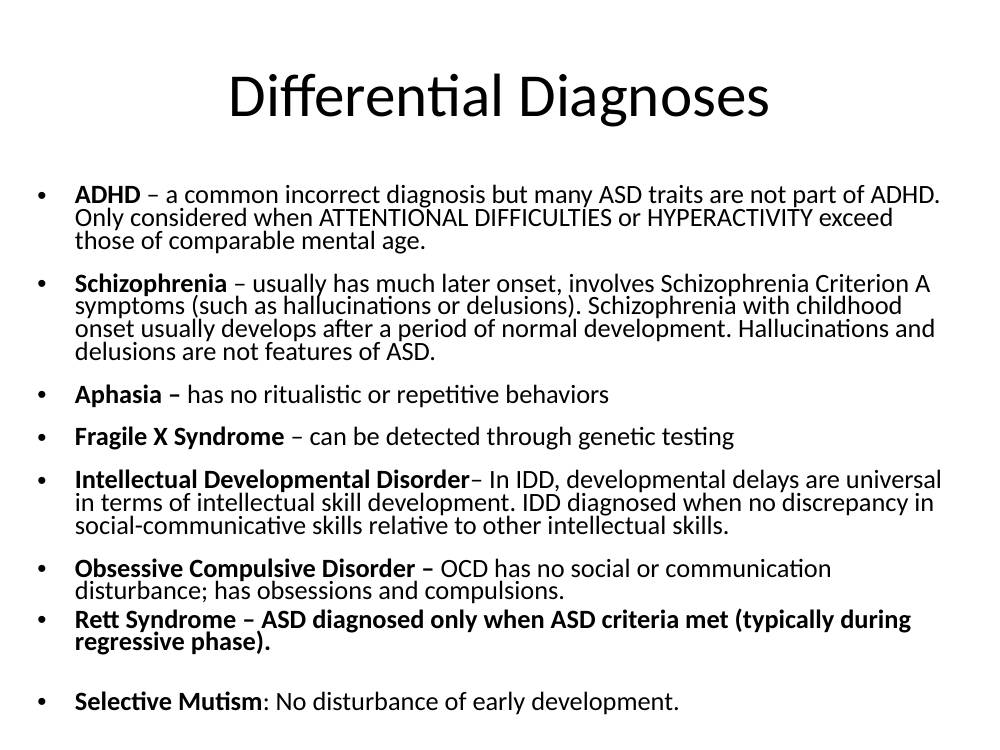 Differential Diagnoses
• ADHD – a common incorrect diagnosis but many ASD traits are not part of ADHD.
Only considered when ATTENTIONAL DIFFICULTIES or HYPERACTIVITY exceed
those of comparable mental age.
• Schizophrenia – usually has much later onset, involves Schizophrenia Criterion A
symptoms (such as hallucinations or delusions). Schizophrenia with childhood
onset usually develops after a period of normal development. Hallucinations and
delusions are not features of ASD.
• Aphasia – has no ritualistic or repetitive behaviors
• Fragile X Syndrome – can be detected through genetic testing
• Intellectual Developmental Disorder– In IDD, developmental delays are universal
in terms of intellectual skill development. IDD diagnosed when no discrepancy in
social-communicative skills relative to other intellectual skills.
• Obsessive Compulsive Disorder – OCD has no social or communication
disturbance; has obsessions and compulsions.
• Rett Syndrome – ASD diagnosed only when ASD criteria met (typically during
regressive phase).
• Selective Mutism: No disturbance of early development.